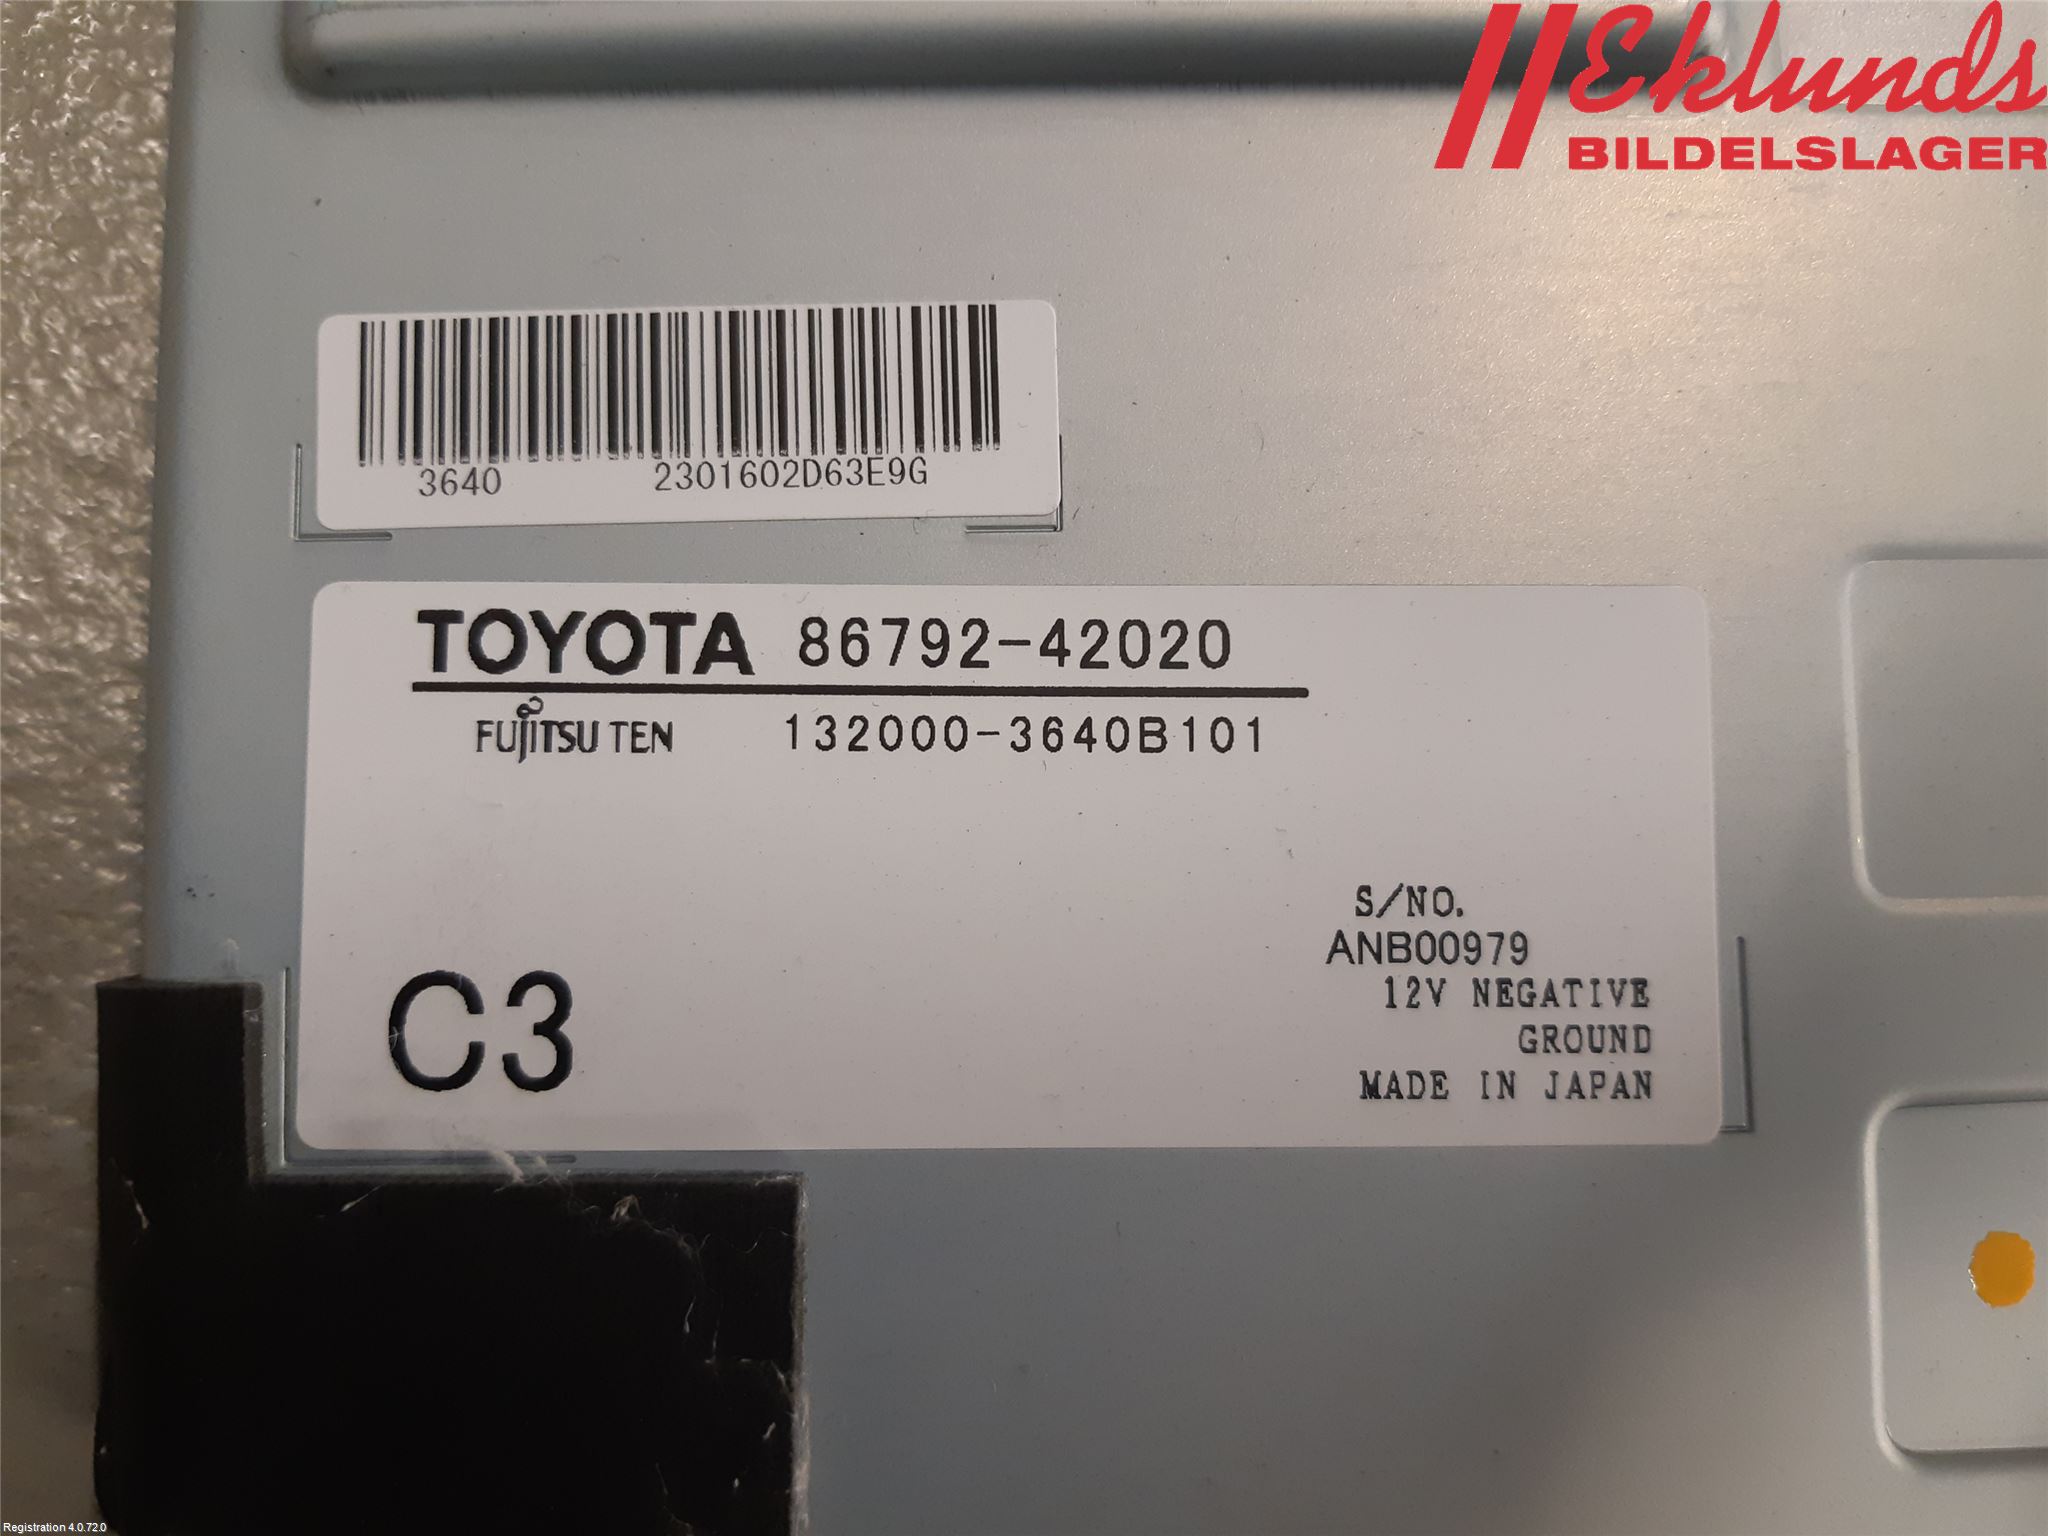 Eklunds
BILDELSLAGER
3640 2301602D63E9G
TOYOTA 86792-42020
FUJITSU TEN 132000-3640B101
S/NO.
ANB00979
12V NEGATIVE
GROUND
MADE IN JAPAN
C3
Registration 4.0.72.0